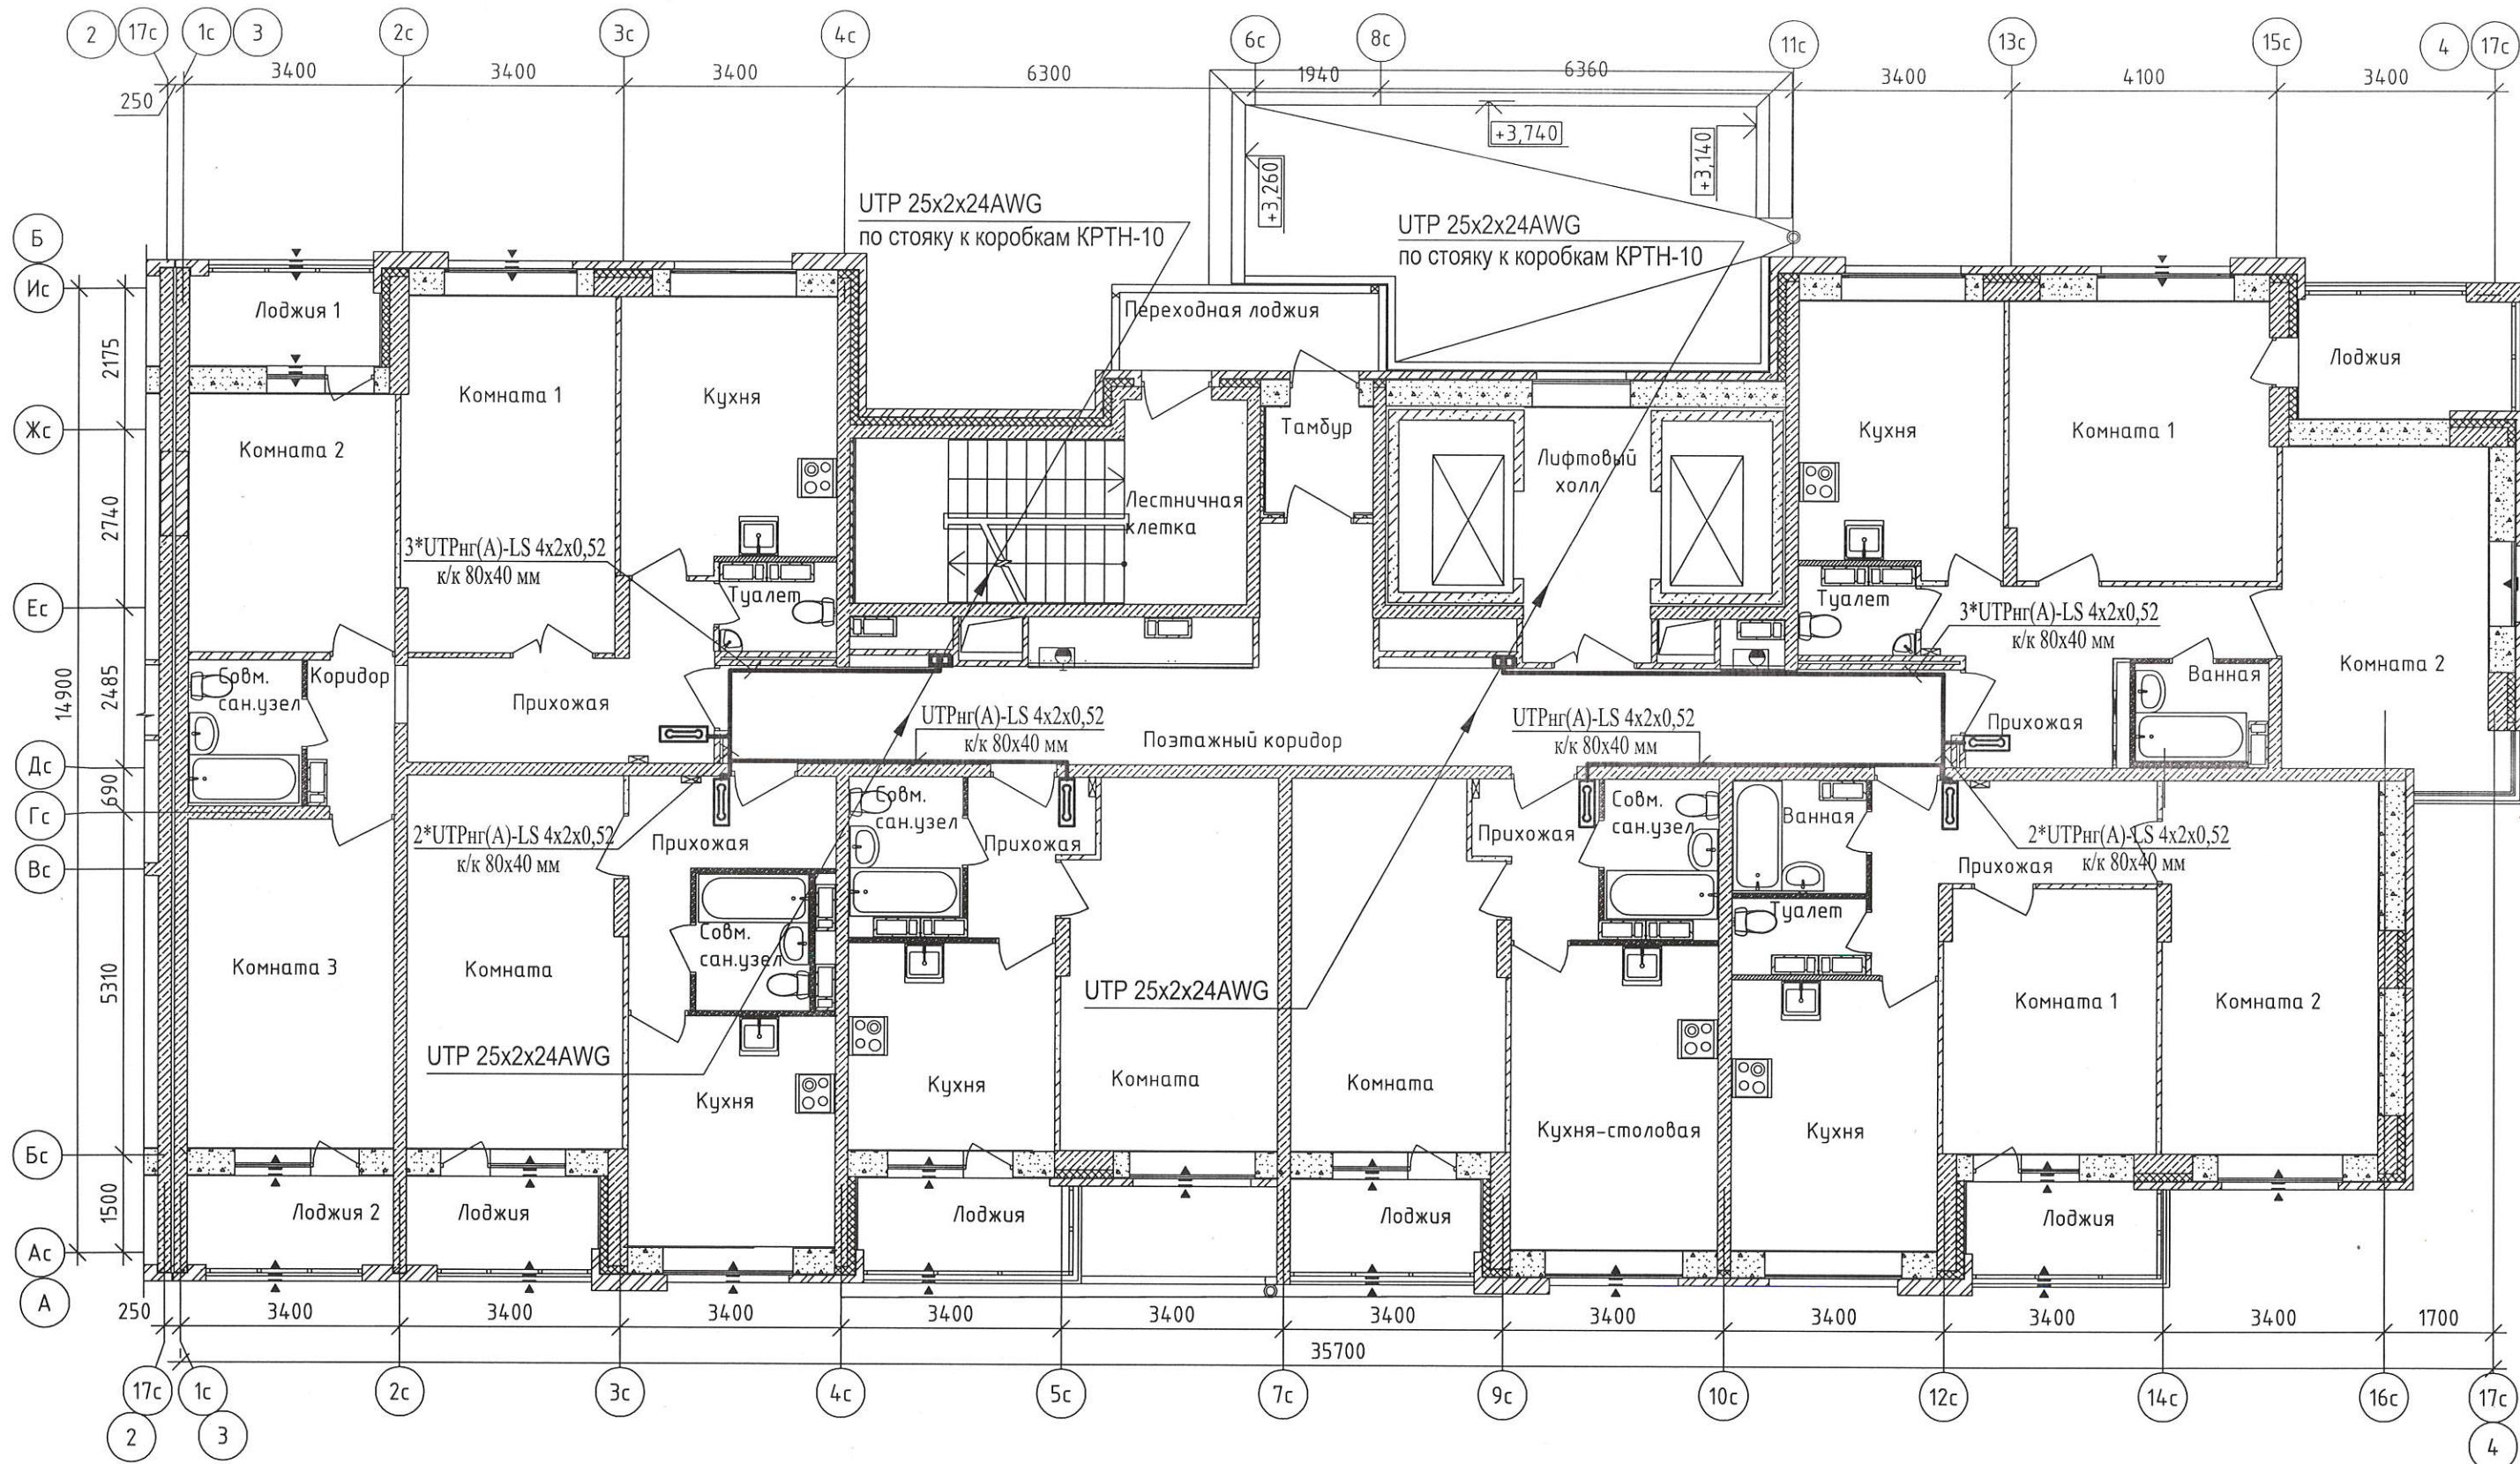 2 17с 1с 3 2с 3с 4с 6с 8с 11с 13с 15с 4 17с
3400 3400 3400 6300 1940 6360 3400 4100 3400
250
+3,740
+3,140
+3,260
UTP 25x2x24AWG
по стояку к коробкам КРТН-10
UTP 25x2x24AWG
по стояку к коробкам КРТН-10
Б
Ис
Лоджия 1
Переходная лоджия
Лоджия
2175
Комната 1
Кухня
Жс
Комната 2
Тамбур
Кухня
Комната 1
Лифтовый
холл
2740
Лестничная
клетка
3*UTPнг(A)-LS 4x2x0,52
к/к 80x40 мм
Ес
Туалет
Туалет
3*UTPнг(A)-LS 4x2x0,52
к/к 80x40 мм
Комната 2
14900
2485
Совм.
сан.узел
Коридор
Прихожая
Ванная
UTPнг(A)-LS 4x2x0,52
к/к 80x40 мм
UTPнг(A)-LS 4x2x0,52
к/к 80x40 мм
Прихожая
Поэтажный коридор
Дс
690
Гс
Вс
2*UTPнг(A)-LS 4x2x0,52
к/к 80x40 мм
Прихожая
Совм.
сан.узел
Прихожая
Прихожая
Совм.
сан.узел
Ванная
2*UTPнг(A)-LS 4x2x0,52
к/к 80x40 мм
Прихожая
Туалет
5310
Комната 3
Комната
Совм.
сан.узел
UTP 25x2x24AWG
Комната 1
Комната 2
UTP 25x2x24AWG
Кухня
Кухня
Комната
Комната
Кухня-столовая
Кухня
Бс
1500
Лоджия 2
Лоджия
Лоджия
Лоджия
Лоджия
Ас
А
250 3400 3400 3400 3400 3400 3400 3400 3400 3400 3400 1700
35700
17с 1с 2с 3с 4с 5с 7с 9с 10с 12с 14с 16с 17с
2 3 4